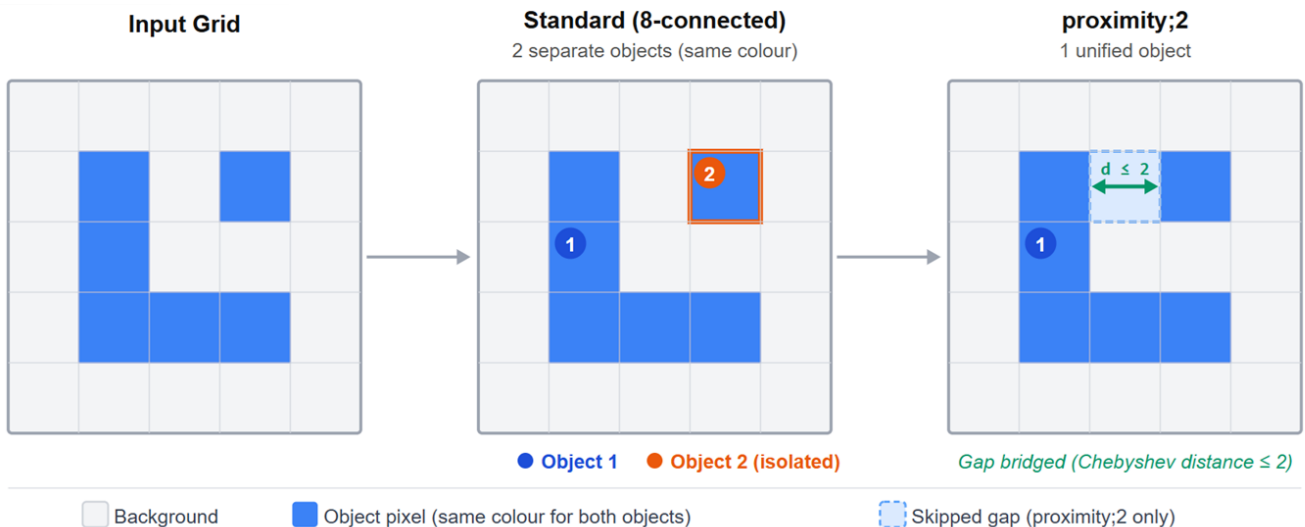 Input Grid
Standard (8-connected)
2 separate objects (same colour)
proximity;2
1 unified object
2
1
d ≤ 2
1
Object 1
Object 2 (isolated)
Gap bridged (Chebyshev distance ≤ 2)
Background
Object pixel (same colour for both objects)
Skipped gap (proximity;2 only)